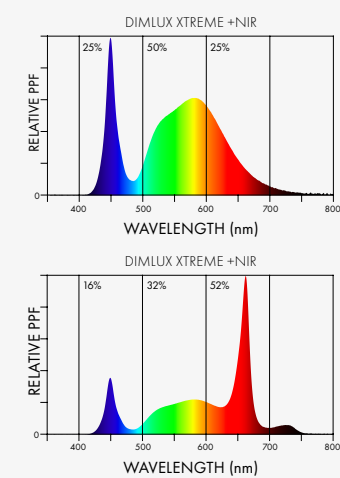 DIMLUX XTREME +NIR
25% 50% 25%
RELATIVE PPF
0
400 500 600 700 800
WAVELENGTH (nm)
DIMLUX XTREME +NIR
16% 32% 52%
RELATIVE PPF
0
400 500 600 700 800
WAVELENGTH (nm)